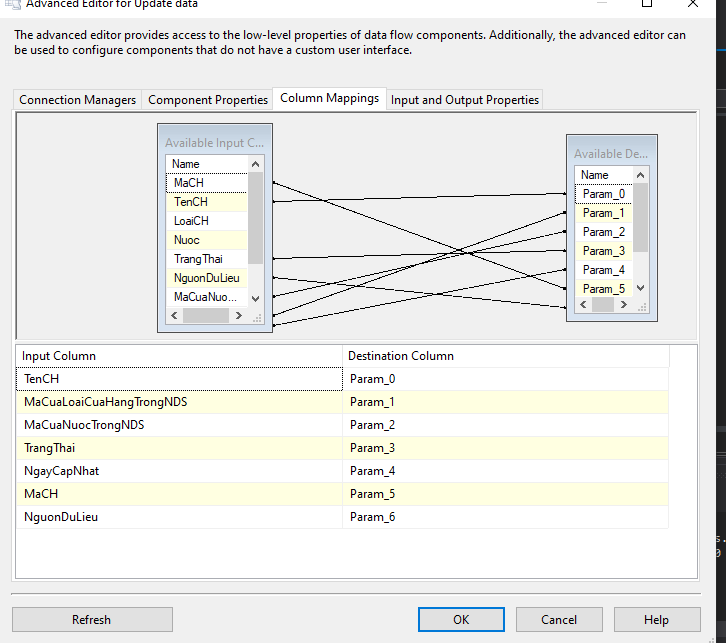 Advanced Editor for Update data
The advanced editor provides access to the low-level properties of data flow components. Additionally, the advanced editor can
be used to configure components that do not have a custom user interface.
Connection Managers Component Properties Column Mappings Input and Output Properties
Available Input C...
Name
MaCH
TenCH
LoaiCH
Nuoc
TrangThai
NguonDuLieu
MaCuaNuo...
Available De...
Name
Param_0
Param_1
Param_2
Param_3
Param_4
Param_5
Input Column Destination Column
TenCH Param_0
MaCuaLoaiCuaHangTrongNDS Param_1
MaCuaNuocTrongNDS Param_2
TrangThai Param_3
NgayCapNhat Param_4
MaCH Param_5
NguonDuLieu Param_6
Refresh OK Cancel Help